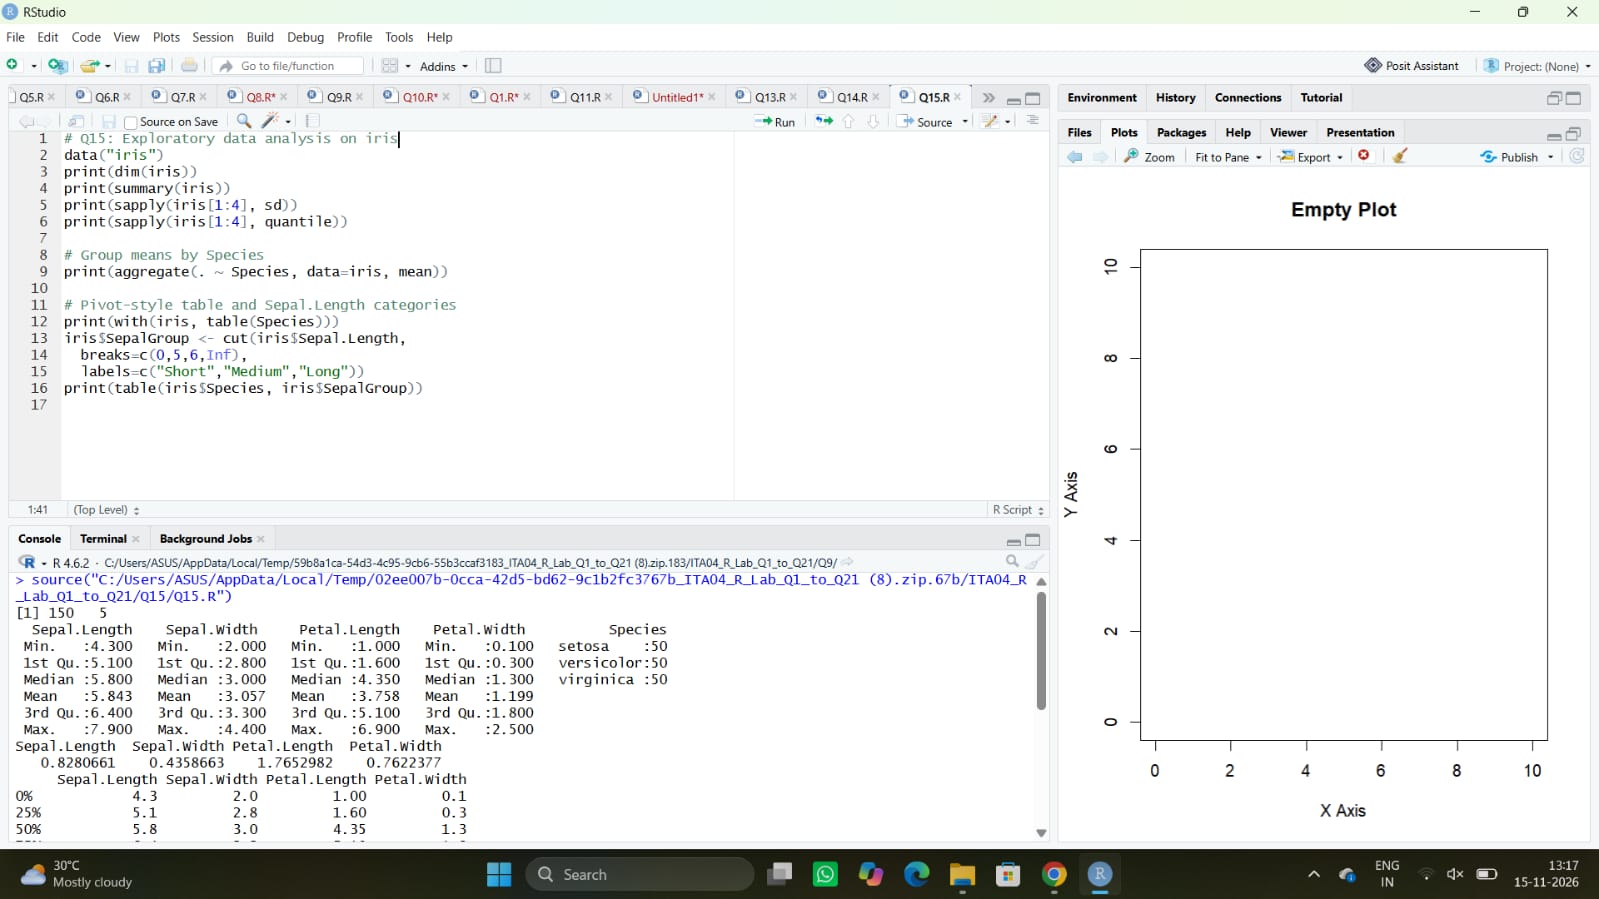 RStudio
File Edit Code View Plots Session Build Debug Profile Tools Help
Go to file/function Addins Posit Assistant Project: (None)
Q5.R Q6.R Q7.R Q8.R* Q9.R Q10.R* Q1.R* Q11.R Untitled1* Q13.R Q14.R Q15.R
Source on Save Run Source
1 # Q15: Exploratory data analysis on iris
2 data("iris")
3 print(dim(iris))
4 print(summary(iris))
5 print(sapply(iris[1:4], sd))
6 print(sapply(iris[1:4], quantile))
7
8 # Group means by Species
9 print(aggregate(. ~ Species, data=iris, mean))
10
11 # Pivot-style table and Sepal.Length categories
12 print(with(iris, table(Species)))
13 iris$SepalGroup <- cut(iris$Sepal.Length,
14 breaks=c(0,5,6,Inf),
15 labels=c("Short","Medium","Long"))
16 print(table(iris$Species, iris$SepalGroup))
17
1:41 (Top Level) R Script
Console Terminal Background Jobs
R 4.6.2 · C:/Users/ASUS/AppData/Local/Temp/59b8a1ca-54d3-4c95-9cb6-55b3ccaf3183_ITA04_R_Lab_Q1_to_Q21 (8).zip.183/ITA04_R_Lab_Q1_to_Q21/Q9/
> source("C:/Users/ASUS/AppData/Local/Temp/02ee007b-0cca-42d5-bd62-9c1b2fc3767b_ITA04_R_Lab_Q1_to_Q21 (8).zip.67b/ITA04_R
_Lab_Q1_to_Q21/Q15/Q15.R")
[1] 150 5
Sepal.Length Sepal.Width Petal.Length Petal.Width Species
Min. :4.300 Min. :2.000 Min. :1.000 Min. :0.100 setosa :50
1st Qu.:5.100 1st Qu.:2.800 1st Qu.:1.600 1st Qu.:0.300 versicolor:50
Median :5.800 Median :3.000 Median :4.350 Median :1.300 virginica :50
Mean :5.843 Mean :3.057 Mean :3.758 Mean :1.199
3rd Qu.:6.400 3rd Qu.:3.300 3rd Qu.:5.100 3rd Qu.:1.800
Max. :7.900 Max. :4.400 Max. :6.900 Max. :2.500
Sepal.Length Sepal.Width Petal.Length Petal.Width
0.8280661 0.4358663 1.7652982 0.7622377
Sepal.Length Sepal.Width Petal.Length Petal.Width
0% 4.3 2.0 1.00 0.1
25% 5.1 2.8 1.60 0.3
50% 5.8 3.0 4.35 1.3
Environment History Connections Tutorial
Files Plots Packages Help Viewer Presentation
Zoom Fit to Pane Export Publish
Empty Plot
10
8
6
4
2
0
Y Axis
0 2 4 6 8 10
X Axis
30°C
Mostly cloudy
Search
ENG
IN
13:17
15-11-2026